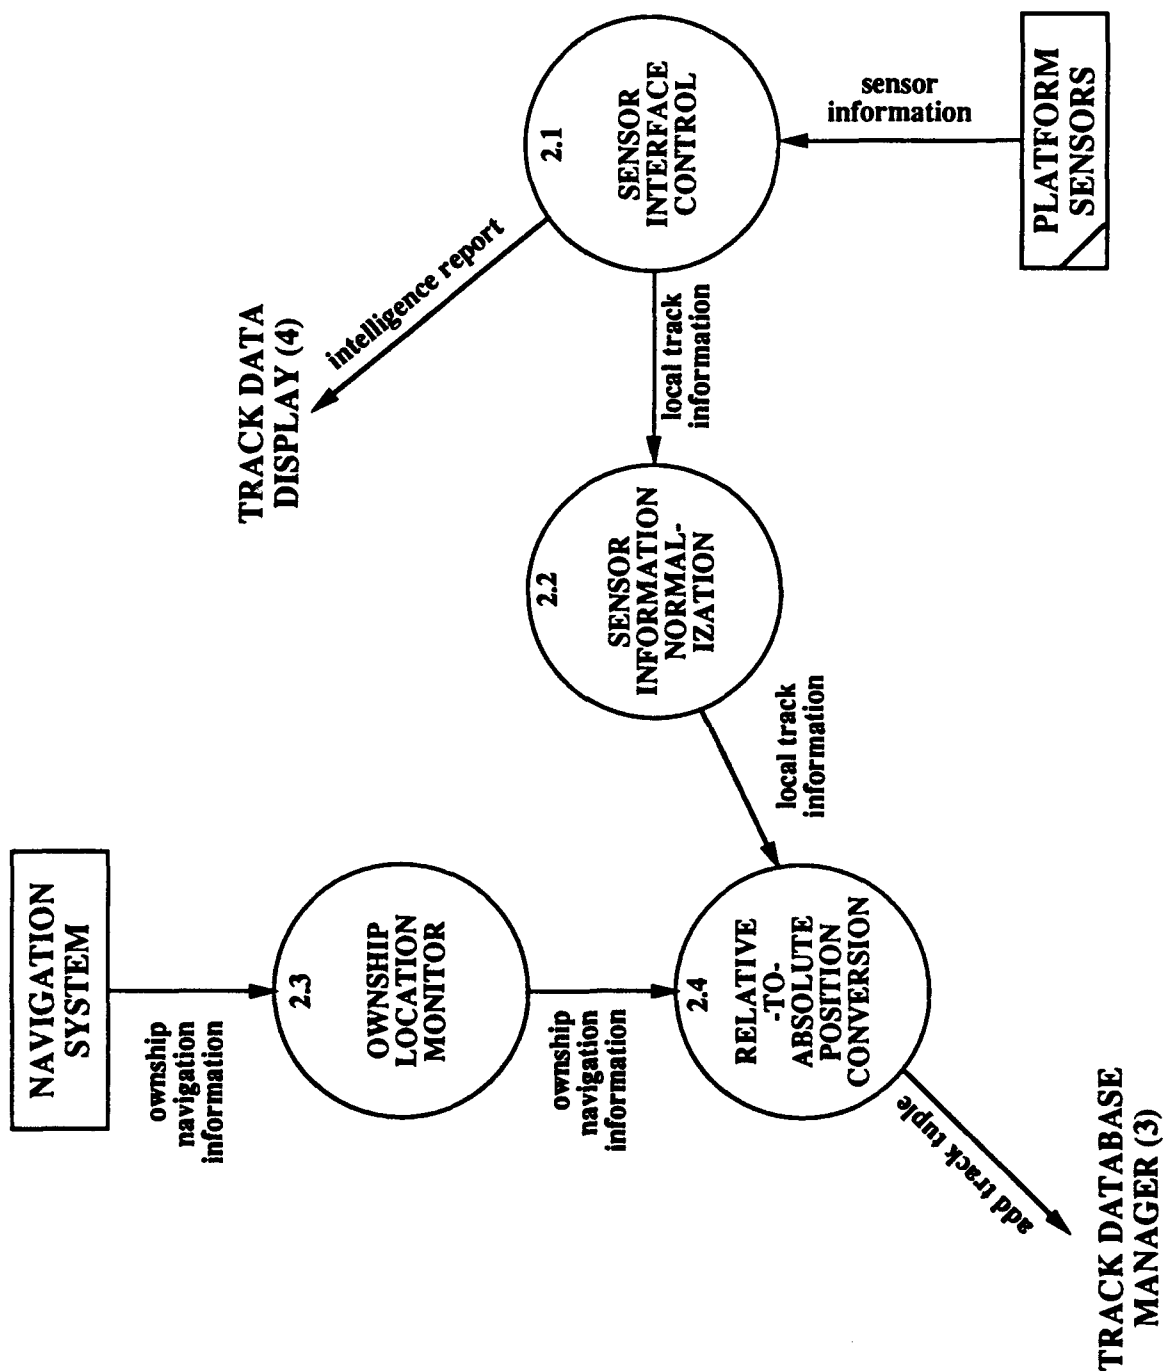 NAVIGATION
SYSTEM
ownship
navigation
information
2.3
OWNSHIP
LOCATION
MONITOR
ownship
navigation
information
2.4
RELATIVE
-TO-
ABSOLUTE
POSITION
CONVERSION
add track tuple
TRACK DATABASE
MANAGER (3)
local track
information
2.2
SENSOR
INFORMATION
NORMAL-
IZATION
local track
information
TRACK DATA
DISPLAY (4)
intelligence report
2.1
SENSOR
INTERFACE
CONTROL
sensor
information
PLATFORM
SENSORS